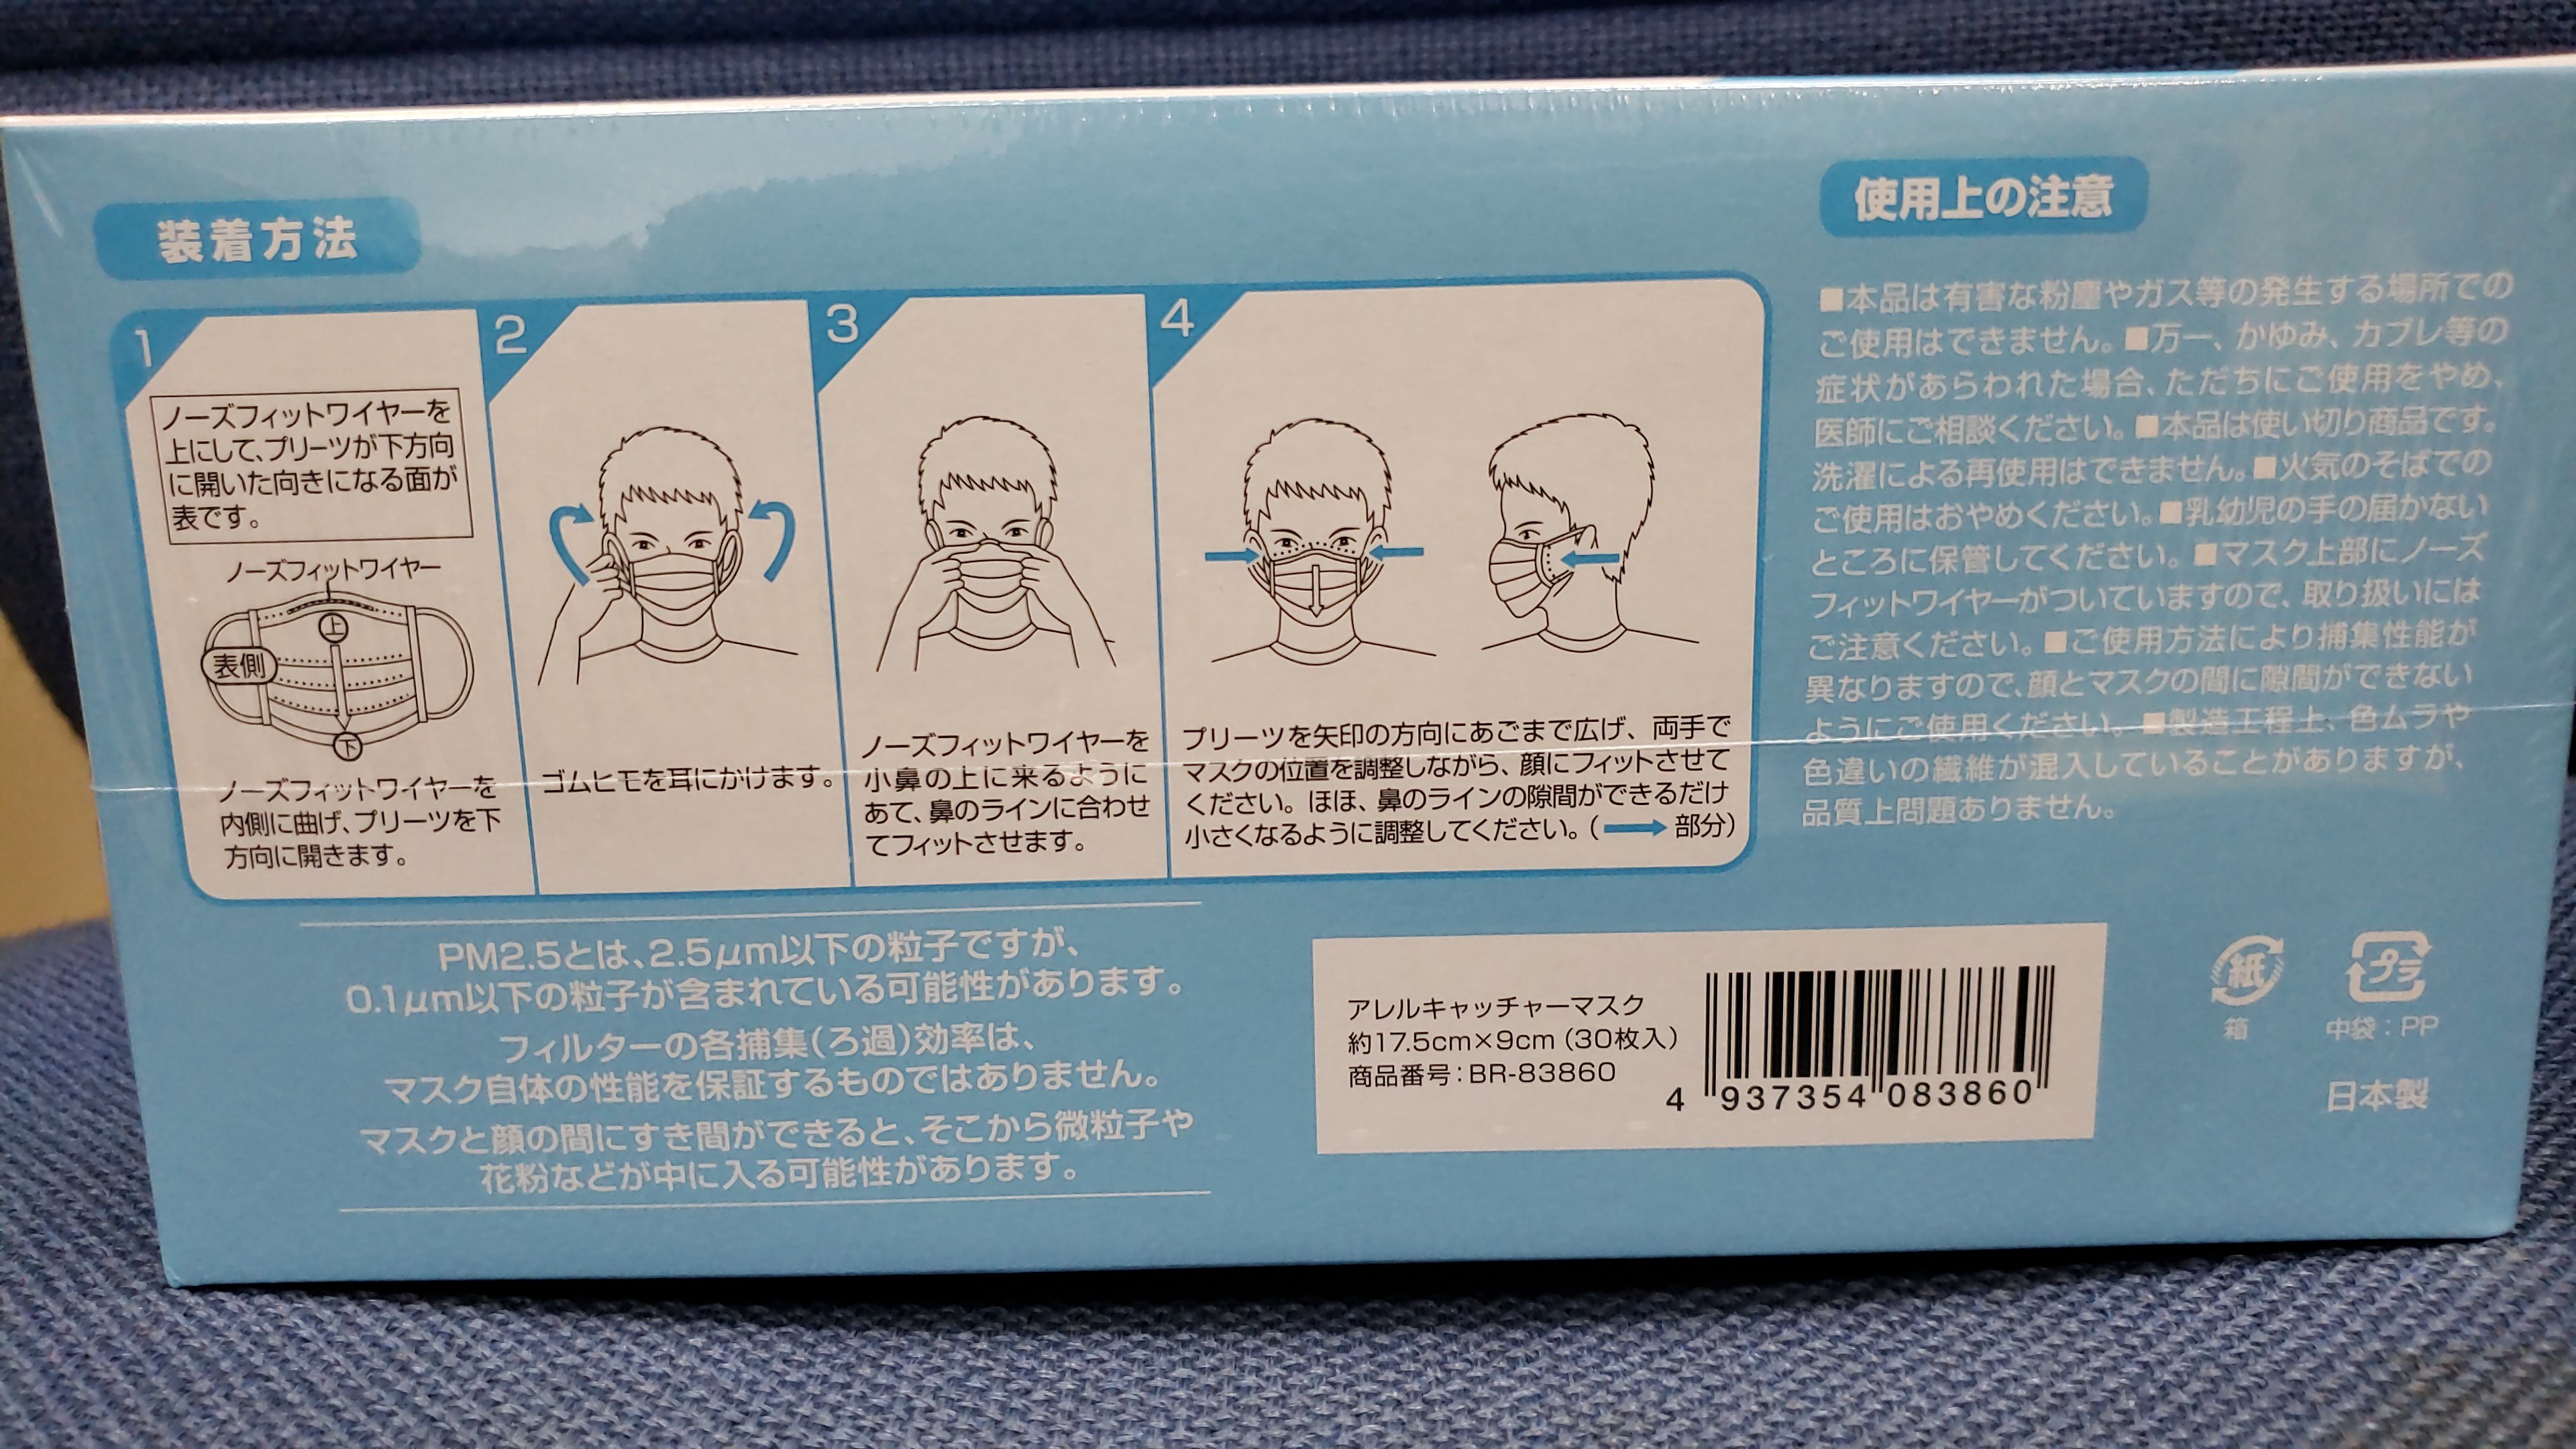 装着方法
1
ノーズフィットワイヤーを
上にして、プリーツが下方向
に開いた向きになる面が
表です。
ノーズフィットワイヤー
上
表側
下
ノーズフィットワイヤーを
内側に曲げ、プリーツを下
方向に開きます。
2
ゴムヒモを耳にかけます。
3
ノーズフィットワイヤーを
小鼻の上に来るように
あて、鼻のラインに合わせ
てフィットさせます。
4
プリーツを矢印の方向にあごまで広げ、両手で
マスクの位置を調整しながら、顔にフィットさせて
ください。ほほ、鼻のラインの隙間ができるだけ
小さくなるように調整してください。(➡部分)
使用上の注意
■本品は有害な粉塵やガス等の発生する場所での
ご使用はできません。■万一、かゆみ、カブレ等の
症状があらわれた場合、ただちにご使用をやめ、
医師にご相談ください。■本品は使い切り商品です。
洗濯による再使用はできません。■火気のそばでの
ご使用はおやめください。■乳幼児の手の届かない
ところに保管してください。■マスク上部にノーズ
フィットワイヤーがついていますので、取り扱いには
ご注意ください。■ご使用方法により捕集性能が
異なりますので、顔とマスクの間に隙間ができない
ようにご使用ください。■製造工程上、色ムラや
色違いの繊維が混入していることがありますが、
品質上問題ありません。
PM2.5とは、2.5μm以下の粒子ですが、
0.1μm以下の粒子が含まれている可能性があります。
フィルターの各捕集(ろ過)効率は、
マスク自体の性能を保証するものではありません。
マスクと顔の間にすき間ができると、そこから微粒子や
花粉などが中に入る可能性があります。
アレルキャッチャーマスク
約17.5cm×9cm(30枚入)
商品番号:BR-83860
4 937354 083860
紙
箱
プラ
中袋:PP
日本製